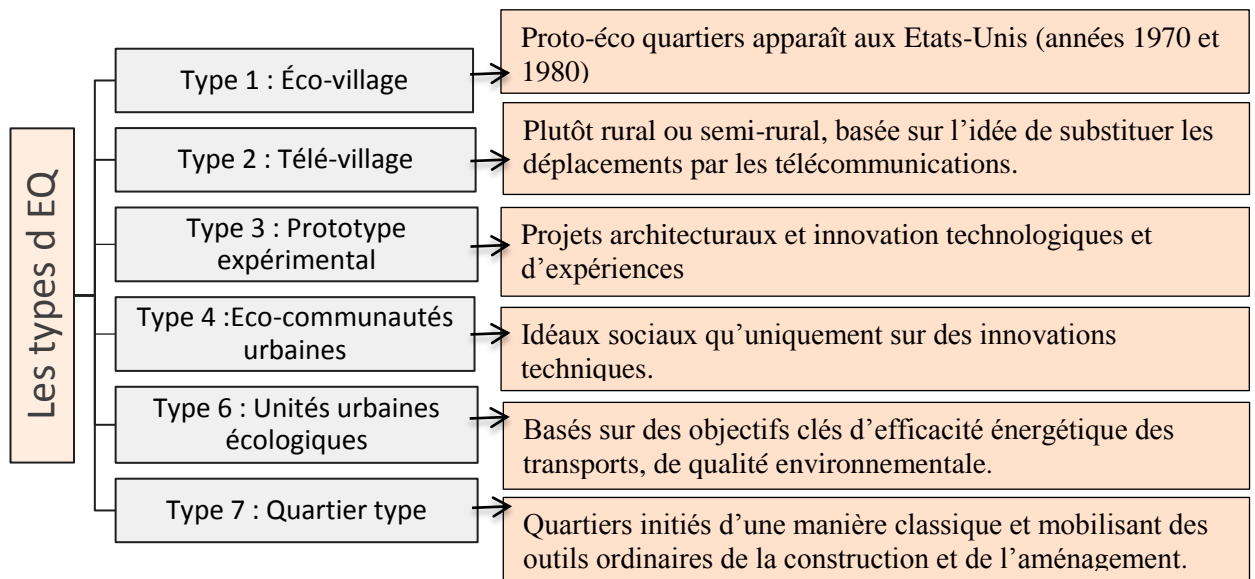 Les types d EQ
Type 1 : Éco-village
Proto-éco quartiers apparaît aux Etats-Unis (années 1970 et
1980)
Type 2 : Télé-village
Plutôt rural ou semi-rural, basée sur l’idée de substituer les
déplacements par les télécommunications.
Type 3 : Prototype
expérimental
Projets architecturaux et innovation technologiques et
d’expériences
Type 4 :Eco-communautés
urbaines
Idéaux sociaux qu’uniquement sur des innovations
techniques.
Type 6 : Unités urbaines
écologiques
Basés sur des objectifs clés d’efficacité énergétique des
transports, de qualité environnementale.
Type 7 : Quartier type
Quartiers initiés d’une manière classique et mobilisant des
outils ordinaires de la construction et de l’aménagement.